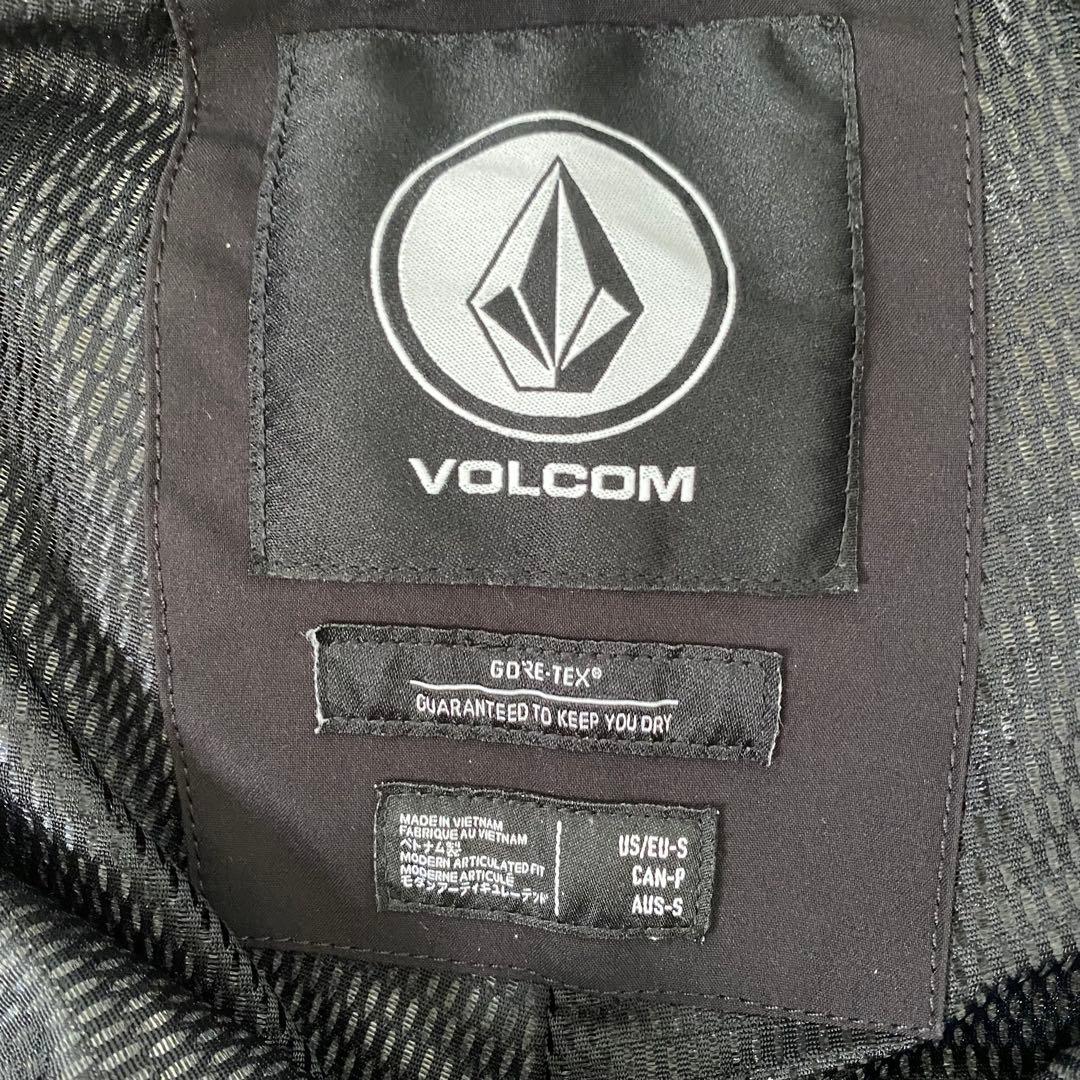 VOLCOM
GORE-TEX®
GUARANTEED TO KEEP YOU DRY
MADE IN VIETNAM
FABRIQUE AU VIETNAM
ベトナム製
MODERN ARTICULATED FIT
MODERNE ARTICULÉ
モダンアーティキュレーテッド
US/EU-S
CAN-P
AUS-S